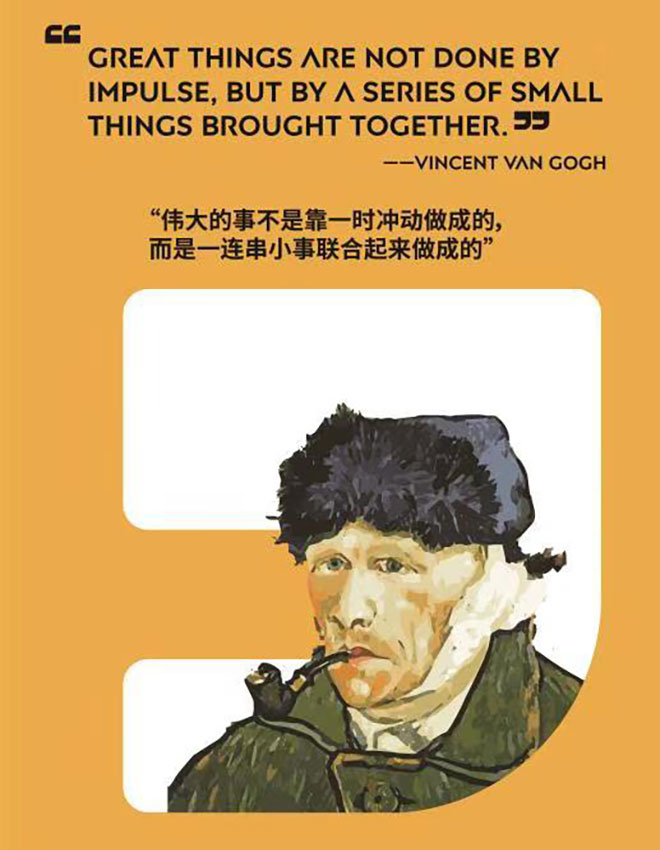 “GREAT THINGS ARE NOT DONE BY
IMPULSE, BUT BY A SERIES OF SMALL
THINGS BROUGHT TOGETHER.”
——VINCENT VAN GOGH
“伟大的事不是靠一时冲动做成的,
而是一连串小事联合起来做成的”